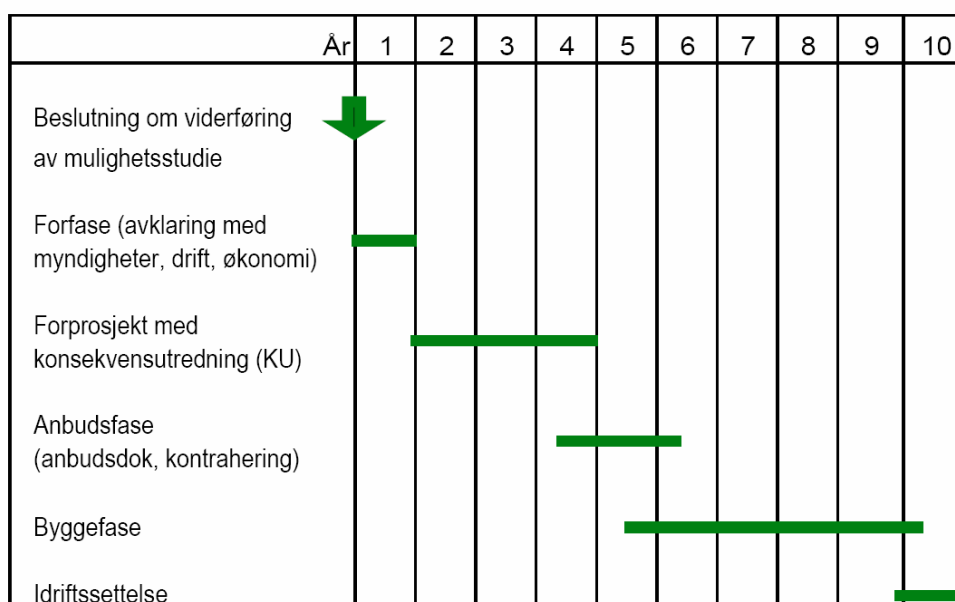 År 1 2 3 4 5 6 7 8 9 10
Beslutning om viderføring
av mulighetsstudie
Forfase (avklaring med
myndigheter, drift, økonomi)
Forprosjekt med
konsekvensutredning (KU)
Anbudsfase
(anbudsdok, kontrahering)
Byggefase
Idriftssettelse